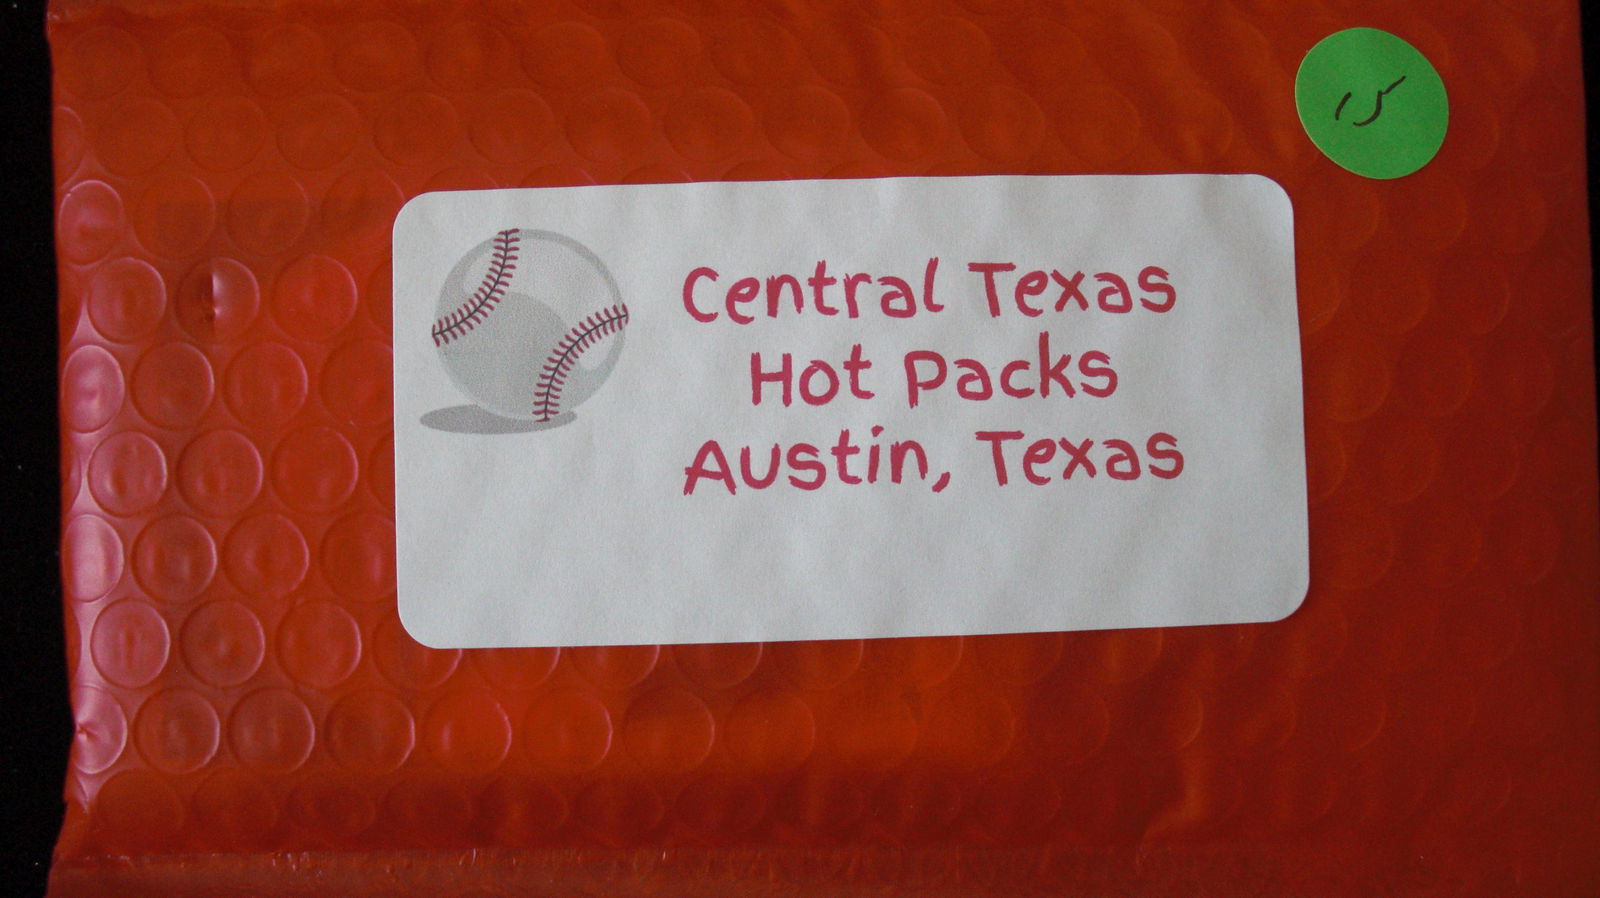 15
Central Texas
Hot Packs
Austin, Texas